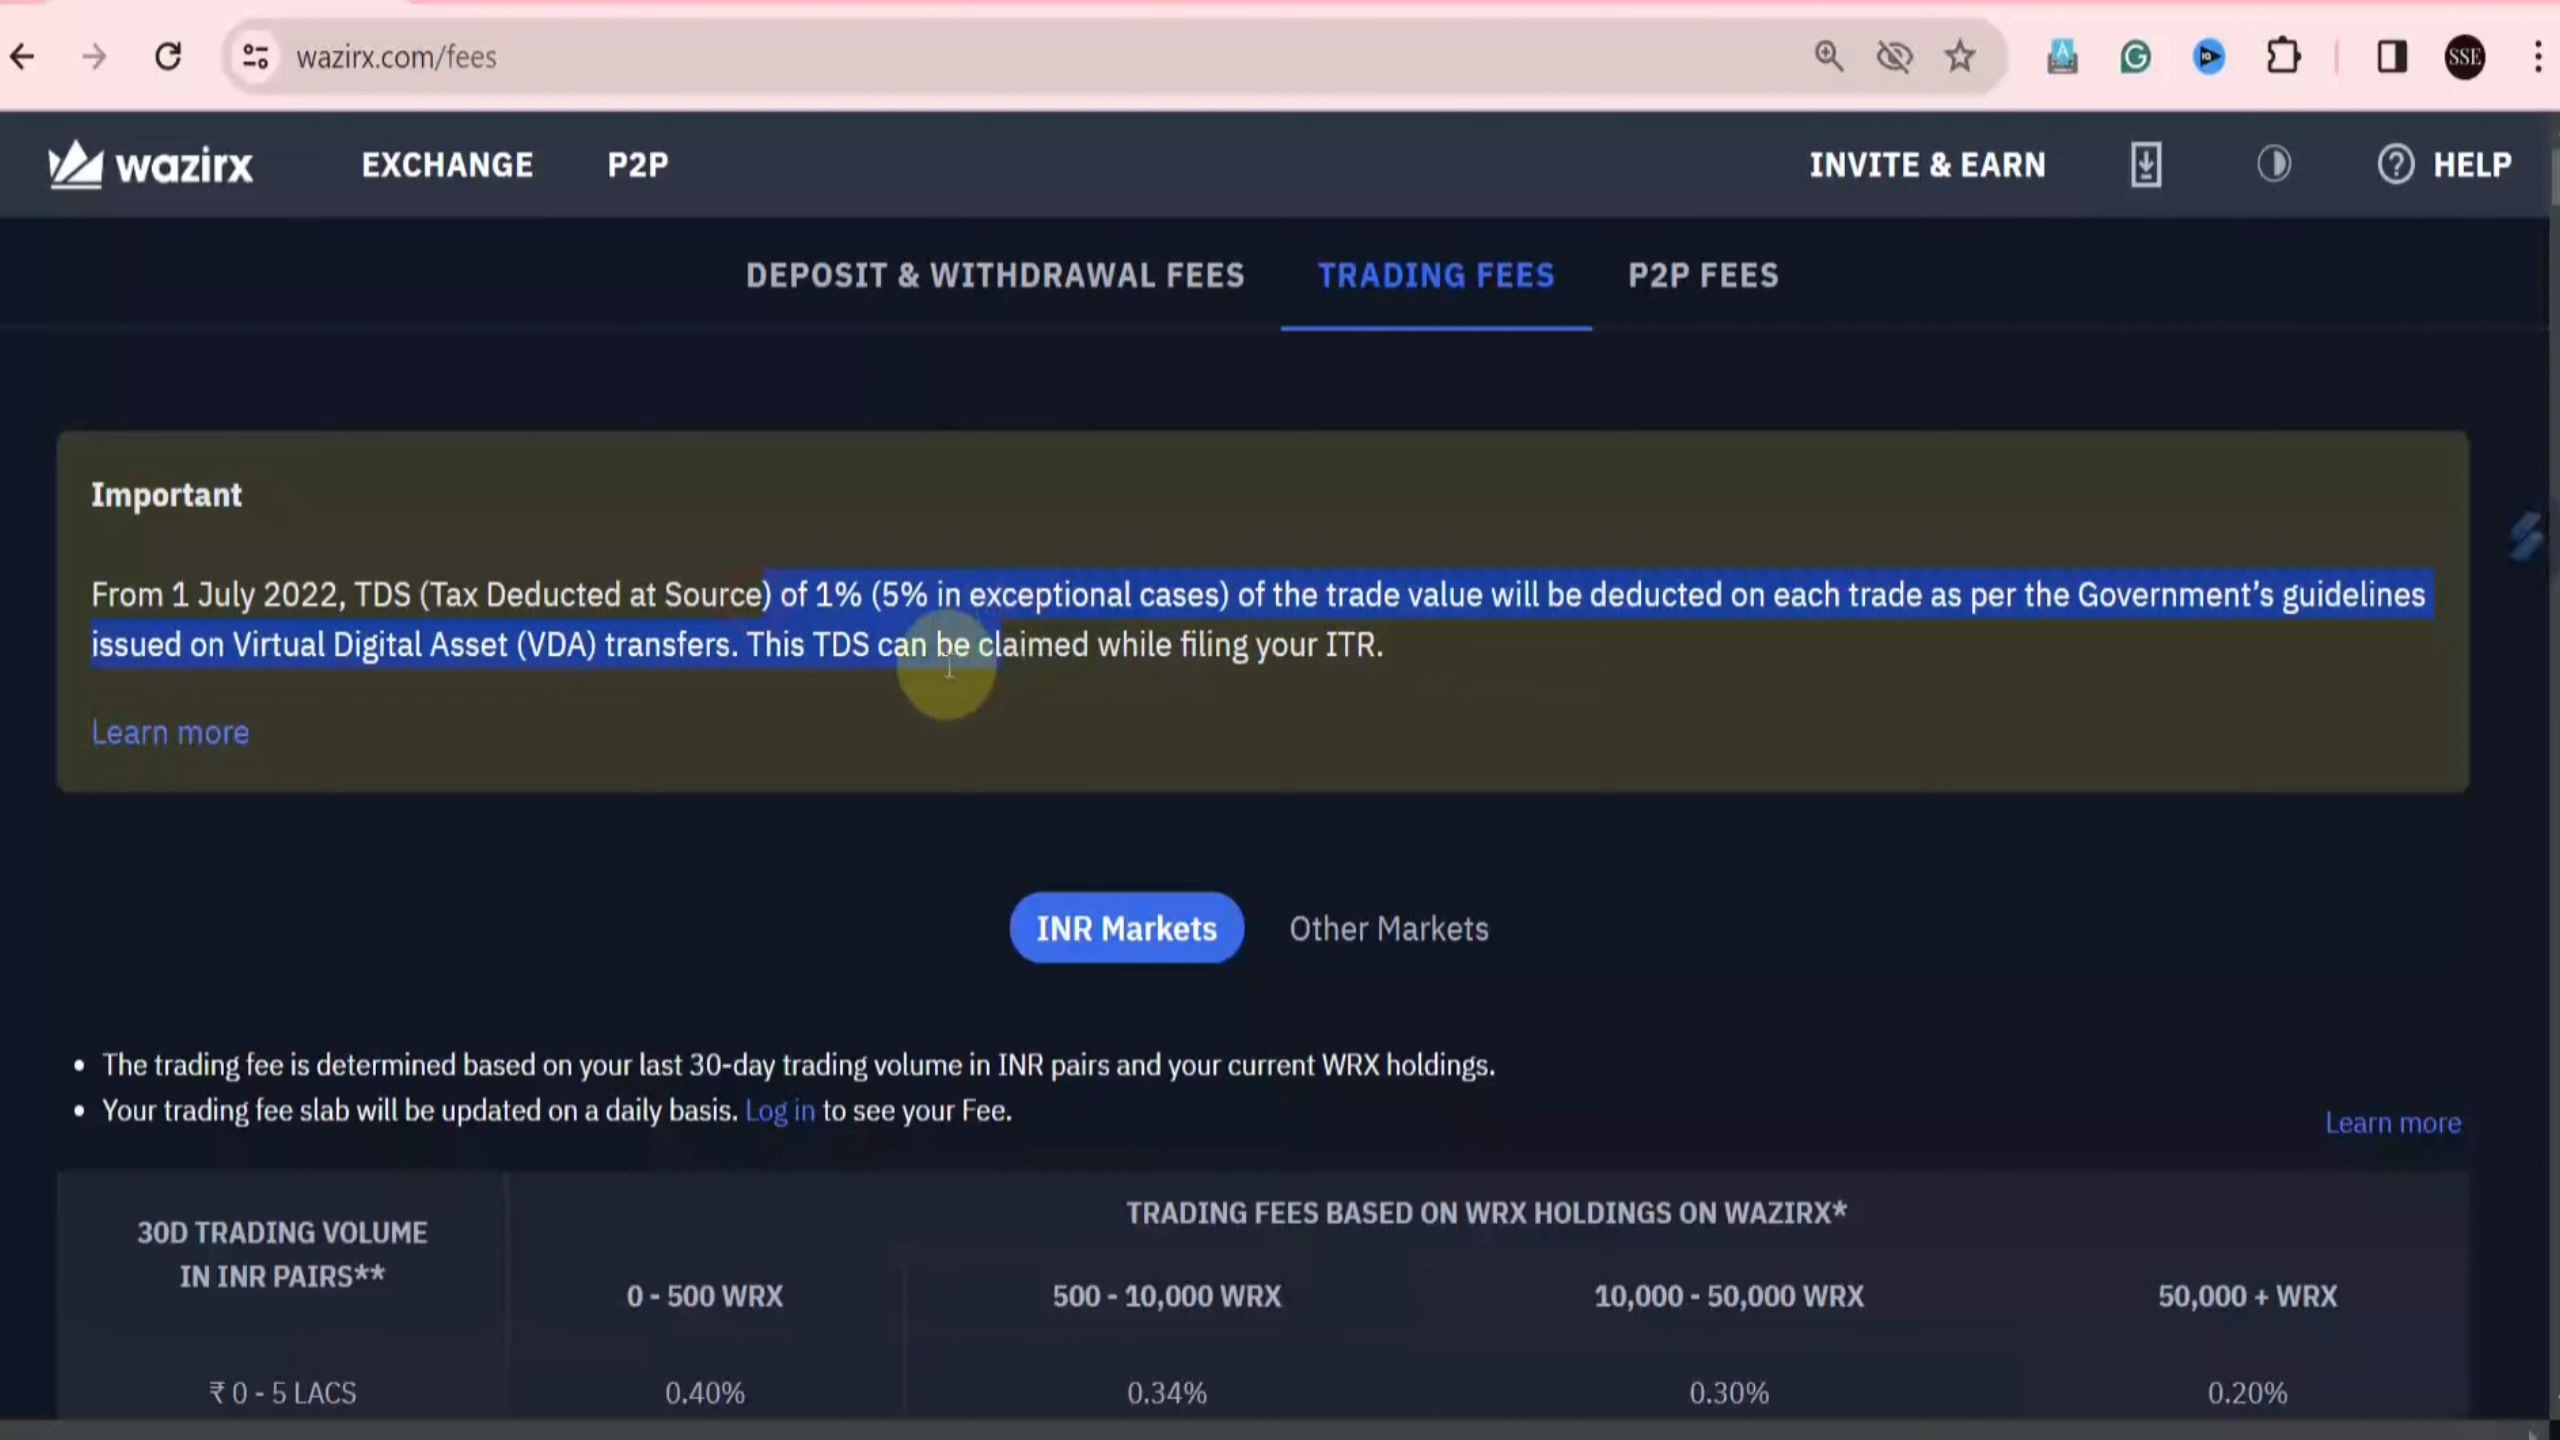 wazirx.com/fees
SSE
wazirx
EXCHANGE
P2P
INVITE & EARN
HELP
DEPOSIT & WITHDRAWAL FEES
TRADING FEES
P2P FEES
Important
From 1 July 2022, TDS (Tax Deducted at Source) of 1% (5% in exceptional cases) of the trade value will be deducted on each trade as per the Government’s guidelines
issued on Virtual Digital Asset (VDA) transfers. This TDS can be claimed while filing your ITR.
Learn more
INR Markets
Other Markets
• The trading fee is determined based on your last 30-day trading volume in INR pairs and your current WRX holdings.
• Your trading fee slab will be updated on a daily basis. Log in to see your Fee.
Learn more
30D TRADING VOLUME
IN INR PAIRS**
TRADING FEES BASED ON WRX HOLDINGS ON WAZIRX*
0 - 500 WRX
500 - 10,000 WRX
10,000 - 50,000 WRX
50,000 + WRX
₹ 0 - 5 LACS
0.40%
0.34%
0.30%
0.20%